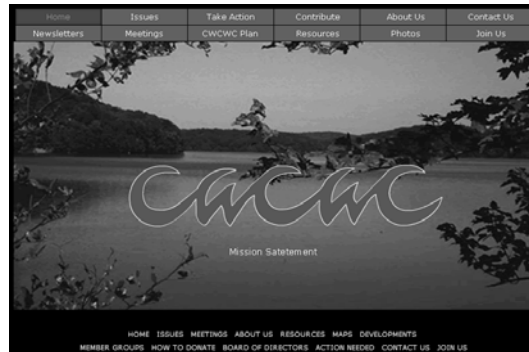 Home Issues Take Action Contribute About Us Contact Us
Newsletters Meetings CWCWC Plan Resources Photos Join Us
CWCWC
Mission Satetement
HOME ISSUES MEETINGS ABOUT US RESOURCES MAPS DEVELOPMENTS
MEMBER GROUPS HOW TO DONATE BOARD OF DIRECTORS ACTION NEEDED CONTACT US JOIN US